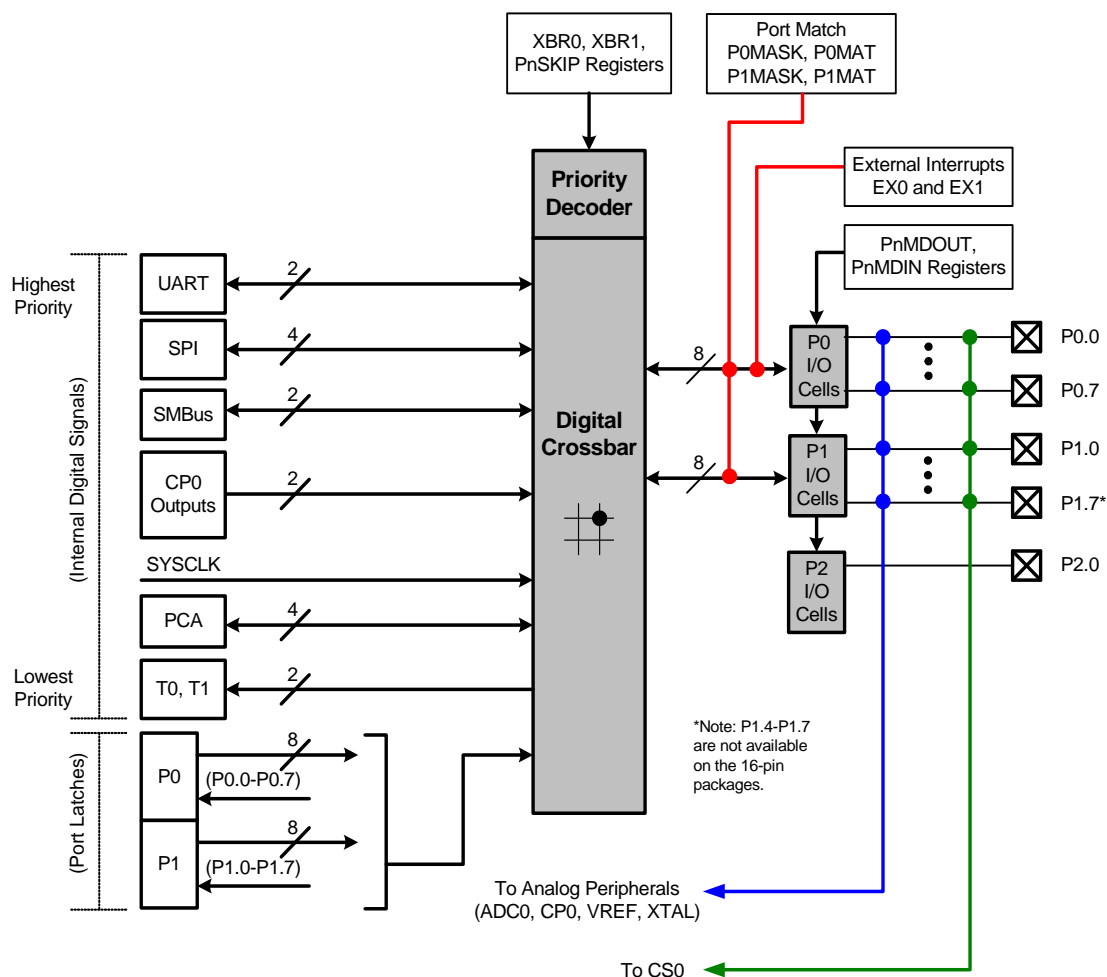 XBR0, XBR1,
PnSKIP Registers
Port Match
P0MASK, P0MAT
P1MASK, P1MAT
External Interrupts
EX0 and EX1
Priority
Decoder
PnMDOUT,
PnMDIN Registers
Highest
Priority
(Internal Digital Signals)
Lowest
Priority
UART
2
SPI
4
SMBus
2
CP0
Outputs
2
SYSCLK
PCA
4
T0, T1
2
Digital
Crossbar
8
8
P0
I/O
Cells
P1
I/O
Cells
P2
I/O
Cells
P0.0
P0.7
P1.0
P1.7*
P2.0
(Port Latches)
P0
8
(P0.0-P0.7)
P1
8
(P1.0-P1.7)
*Note: P1.4-P1.7
are not available
on the 16-pin
packages.
To Analog Peripherals
(ADC0, CP0, VREF, XTAL)
To CS0